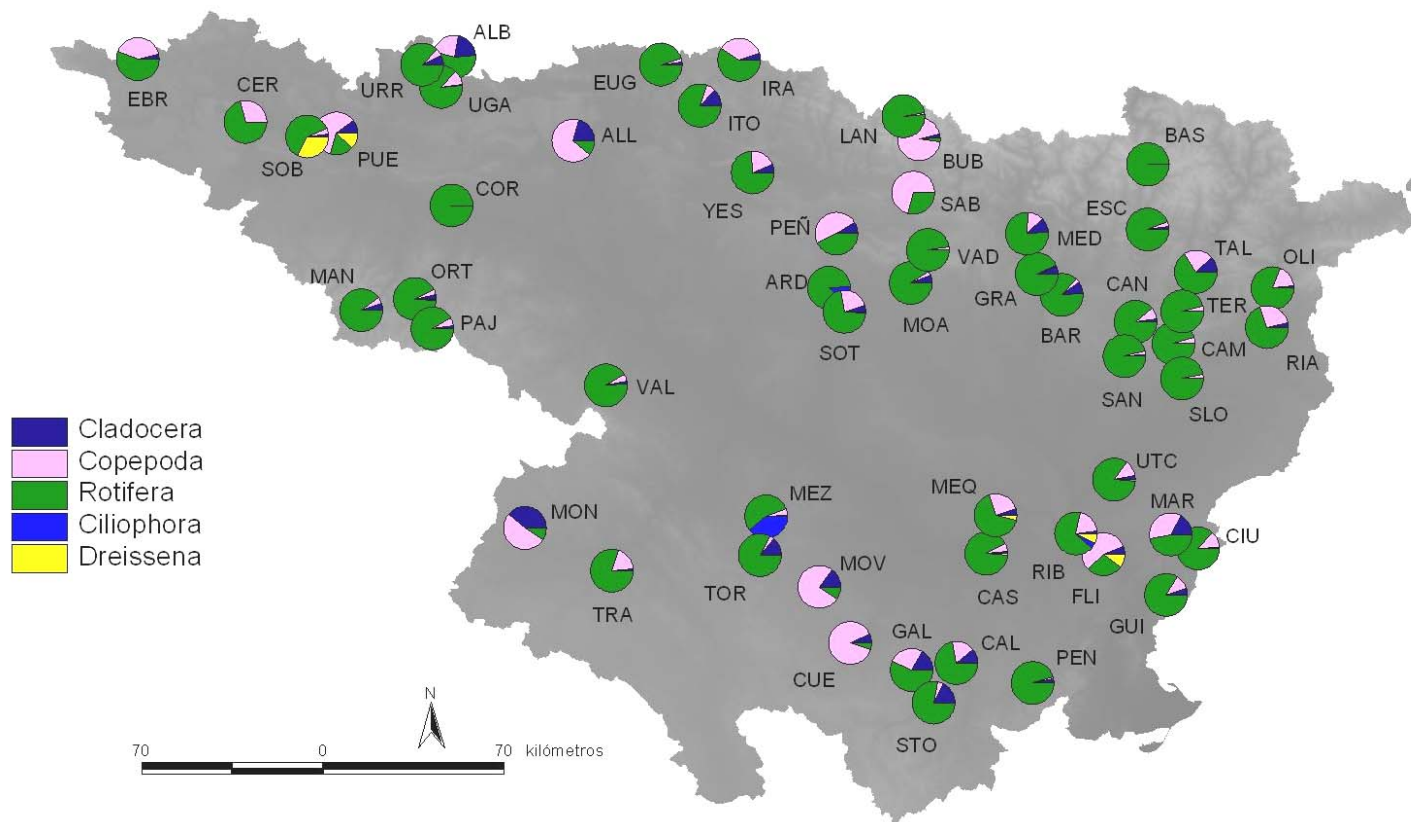 ALB
EBR
CER
URR
UGA
EUG
IRA
ITO
ALL
SOB
PUE
LAN
BUB
BAS
COR
YES
SAB
ESC
PEÑ
MED
TAL
OLI
VAD
MAN
ORT
ARD
GRA
CAN
TER
PAJ
MOA
BAR
SOT
CAM
RIA
SAN
SLO
VAL
Cladocera
Copepoda
Rotifera
Ciliophora
Dreissena
UTC
MEZ
MEQ
MAR
MON
CIU
MOV
RIB
FLI
TOR
CAS
TRA
GUI
GAL
CAL
PEN
CUE
STO
N
70 0 70 kilómetros